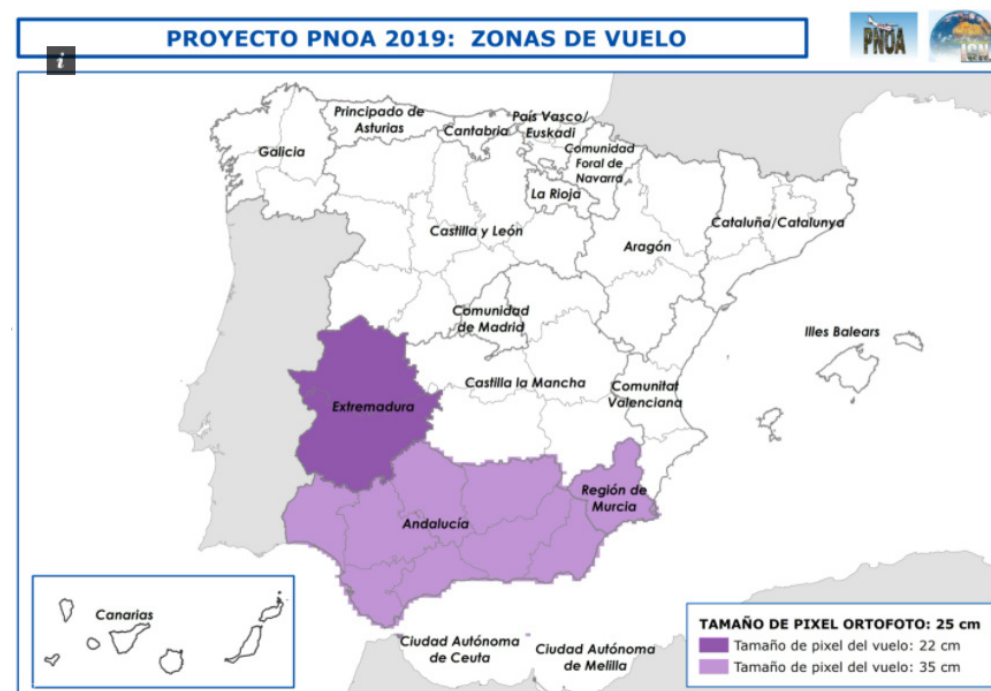 PROYECTO PNOA 2019: ZONAS DE VUELO
PNOA
IGN
i
Principado de
Asturias
Cantabria
País Vasco/
Euskadi
Comunidad
Foral de
Navarra
Galicia
La Rioja
Castilla y León
Aragón
Cataluña/Catalunya
Comunidad
de Madrid
Illes Balears
Castilla la Mancha
Comunitat
Valenciana
Extremadura
Región de
Murcia
Andalucía
Canarias
Ciudad Autónoma
de Ceuta
Ciudad Autónoma
de Melilla
TAMAÑO DE PIXEL ORTOFOTO: 25 cm
Tamaño de pixel del vuelo: 22 cm
Tamaño de pixel del vuelo: 35 cm